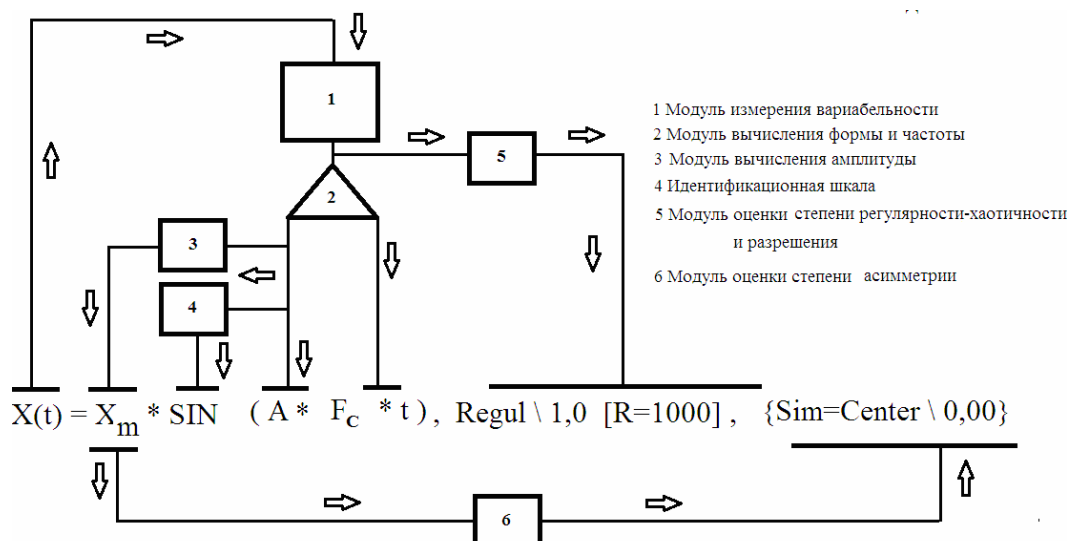 1
1 Модуль измерения вариабельности
2 Модуль вычисления формы и частоты
5
3 Модуль вычисления амплитуды
4 Идентификационная шкала
2
5 Модуль оценки степени регулярности-хаотичности
и разрешения
3
6 Модуль оценки степени асимметрии
4
X(t) = Xm * SIN ( A * FC * t ) , Regul \ 1,0 [R=1000] , {Sim=Center \ 0,00}
6